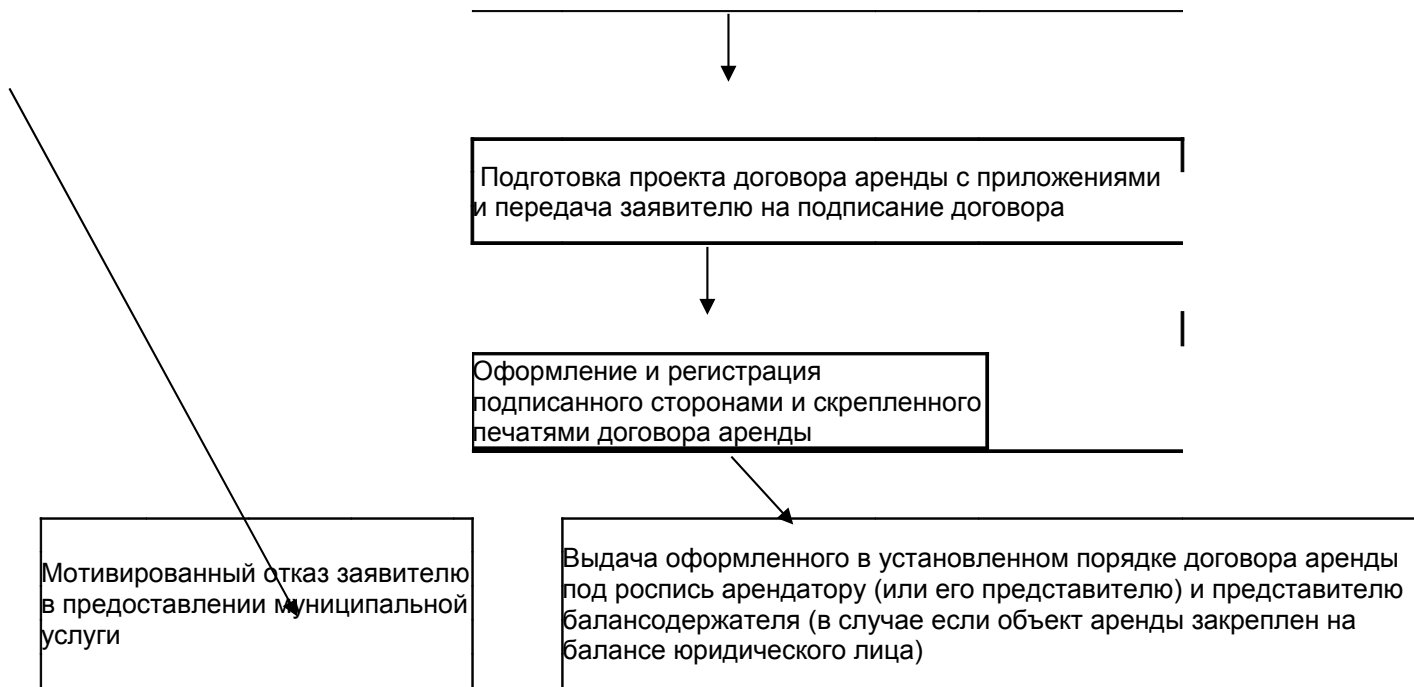 Подготовка проекта договора аренды с приложениями
и передача заявителю на подписание договора
Оформление и регистрация
подписанного сторонами и скрепленного
печатями договора аренды
Мотивированный отказ заявителю
в предоставлении муниципальной
услуги
Выдача оформленного в установленном порядке договора аренды
под роспись арендатору (или его представителю) и представителю
балансодержателя (в случае если объект аренды закреплен на
балансе юридического лица)